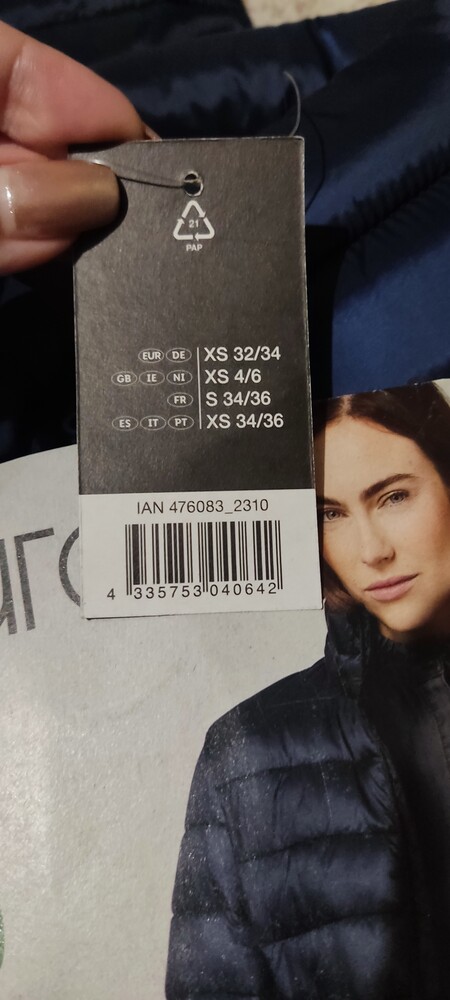 21
PAP
EUR DE XS 32/34
GB IE NI XS 4/6
FR S 34/36
ES IT PT XS 34/36
IAN 476083_2310
4 335753 040642